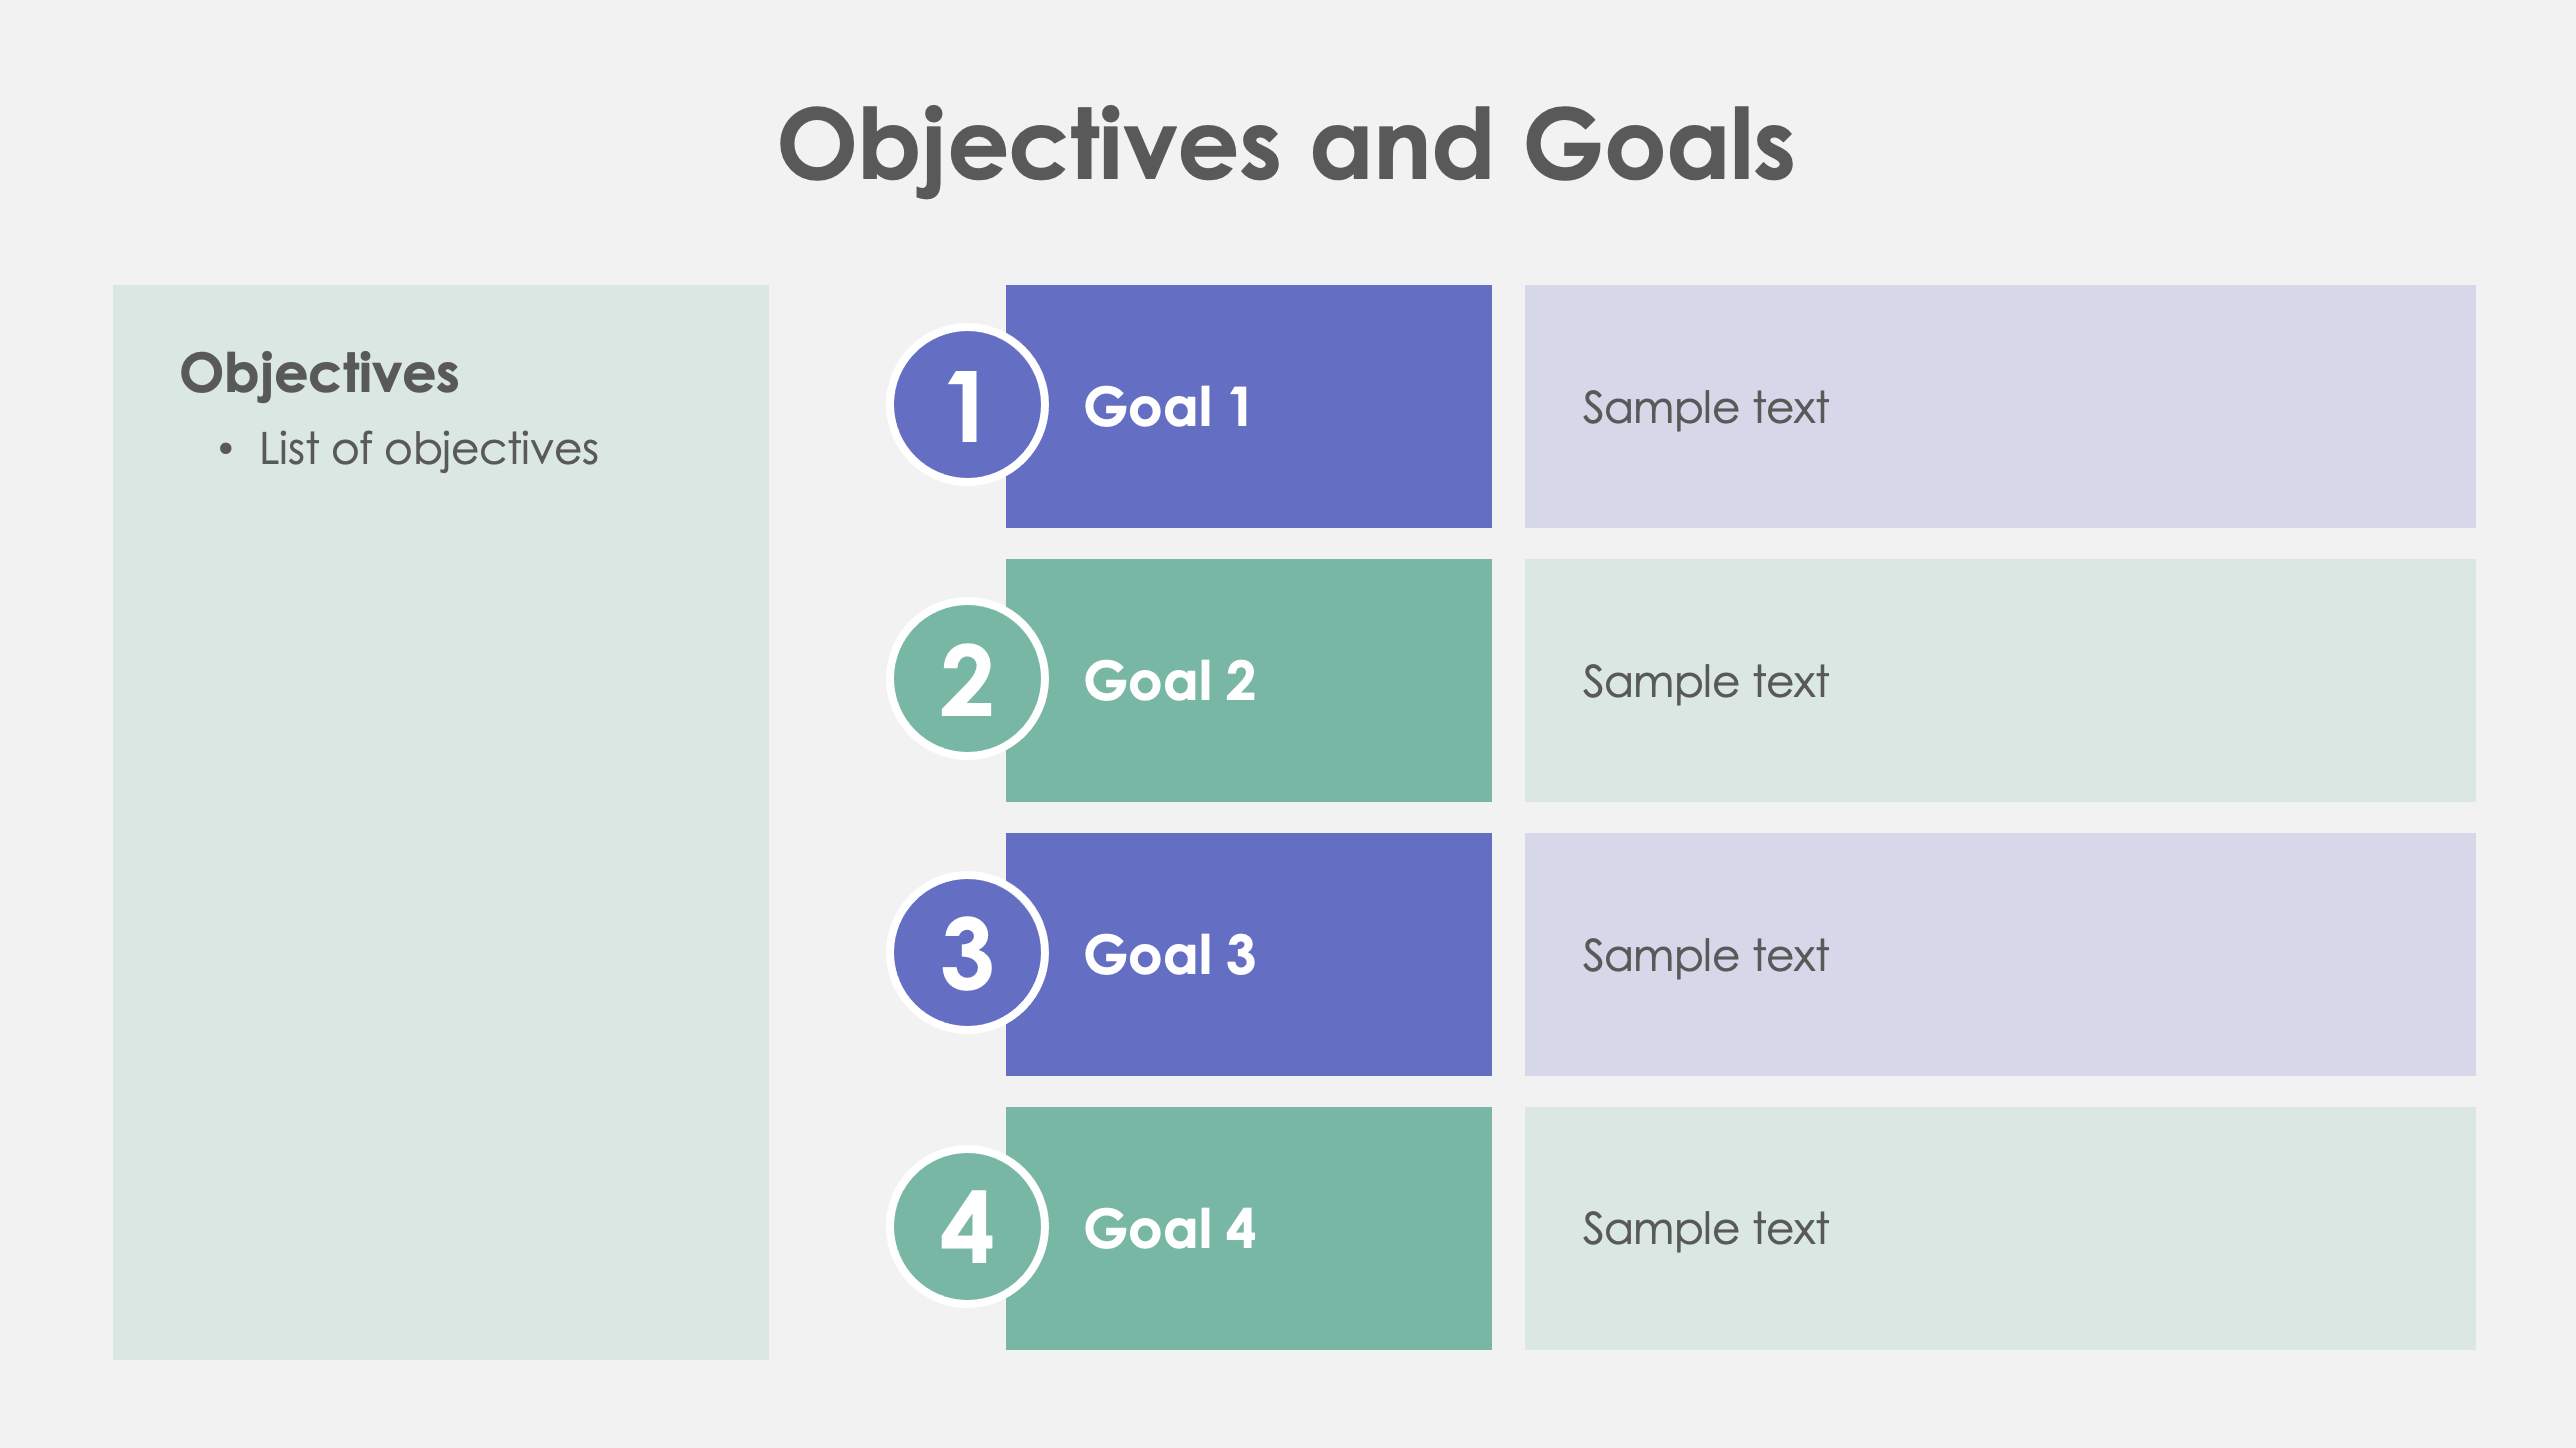 Objectives and Goals
Objectives
• List of objectives
1
Goal 1
Sample text
2
Goal 2
Sample text
3
Goal 3
Sample text
4
Goal 4
Sample text